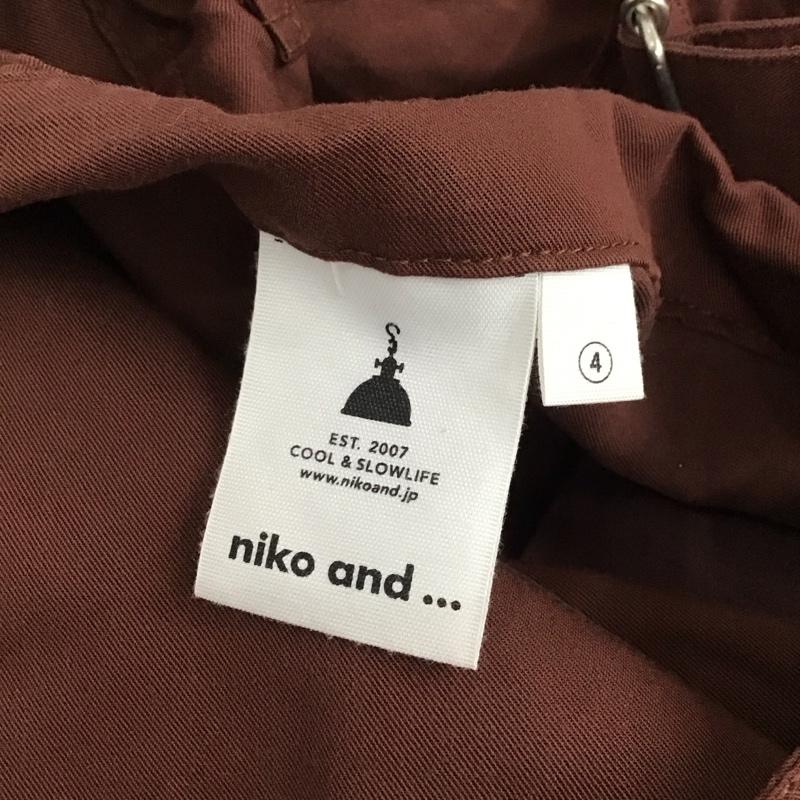 EST. 2007
COOL & SLOWLIFE
www.nikoand.jp
niko and ...
4